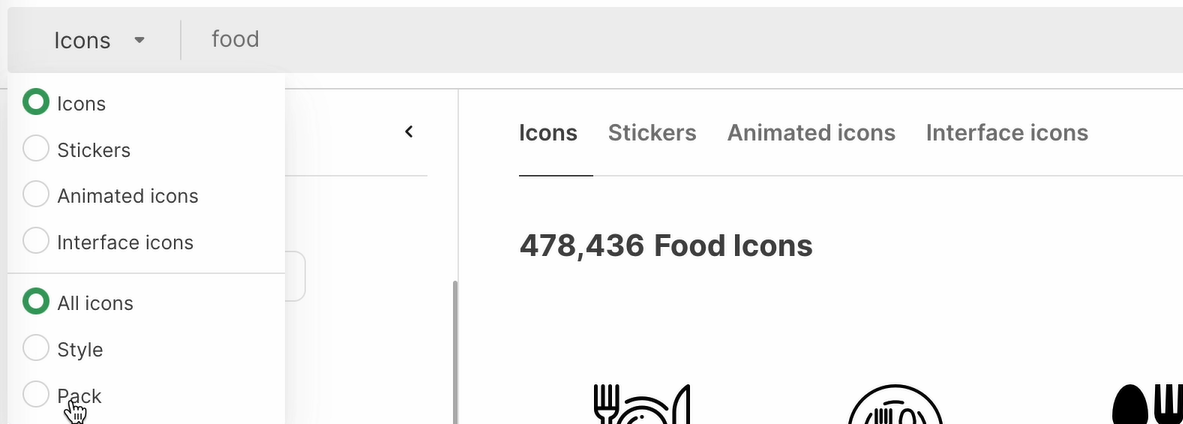 Icons
food
Icons
Stickers
Animated icons
Interface icons
All icons
Style
Pack
Icons Stickers Animated icons Interface icons
478,436 Food Icons